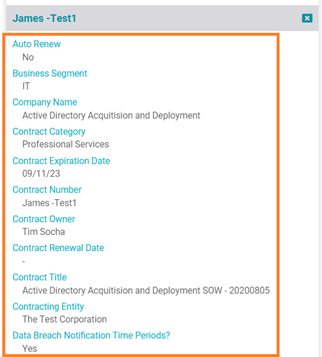 James -Test1
Auto Renew
No
Business Segment
IT
Company Name
Active Directory Acquitision and Deployment
Contract Category
Professional Services
Contract Expiration Date
09/11/23
Contract Number
James -Test1
Contract Owner
Tim Socha
Contract Renewal Date
-
Contract Title
Active Directory Acquitision and Deployment SOW - 20200805
Contracting Entity
The Test Corporation
Data Breach Notification Time Periods?
Yes